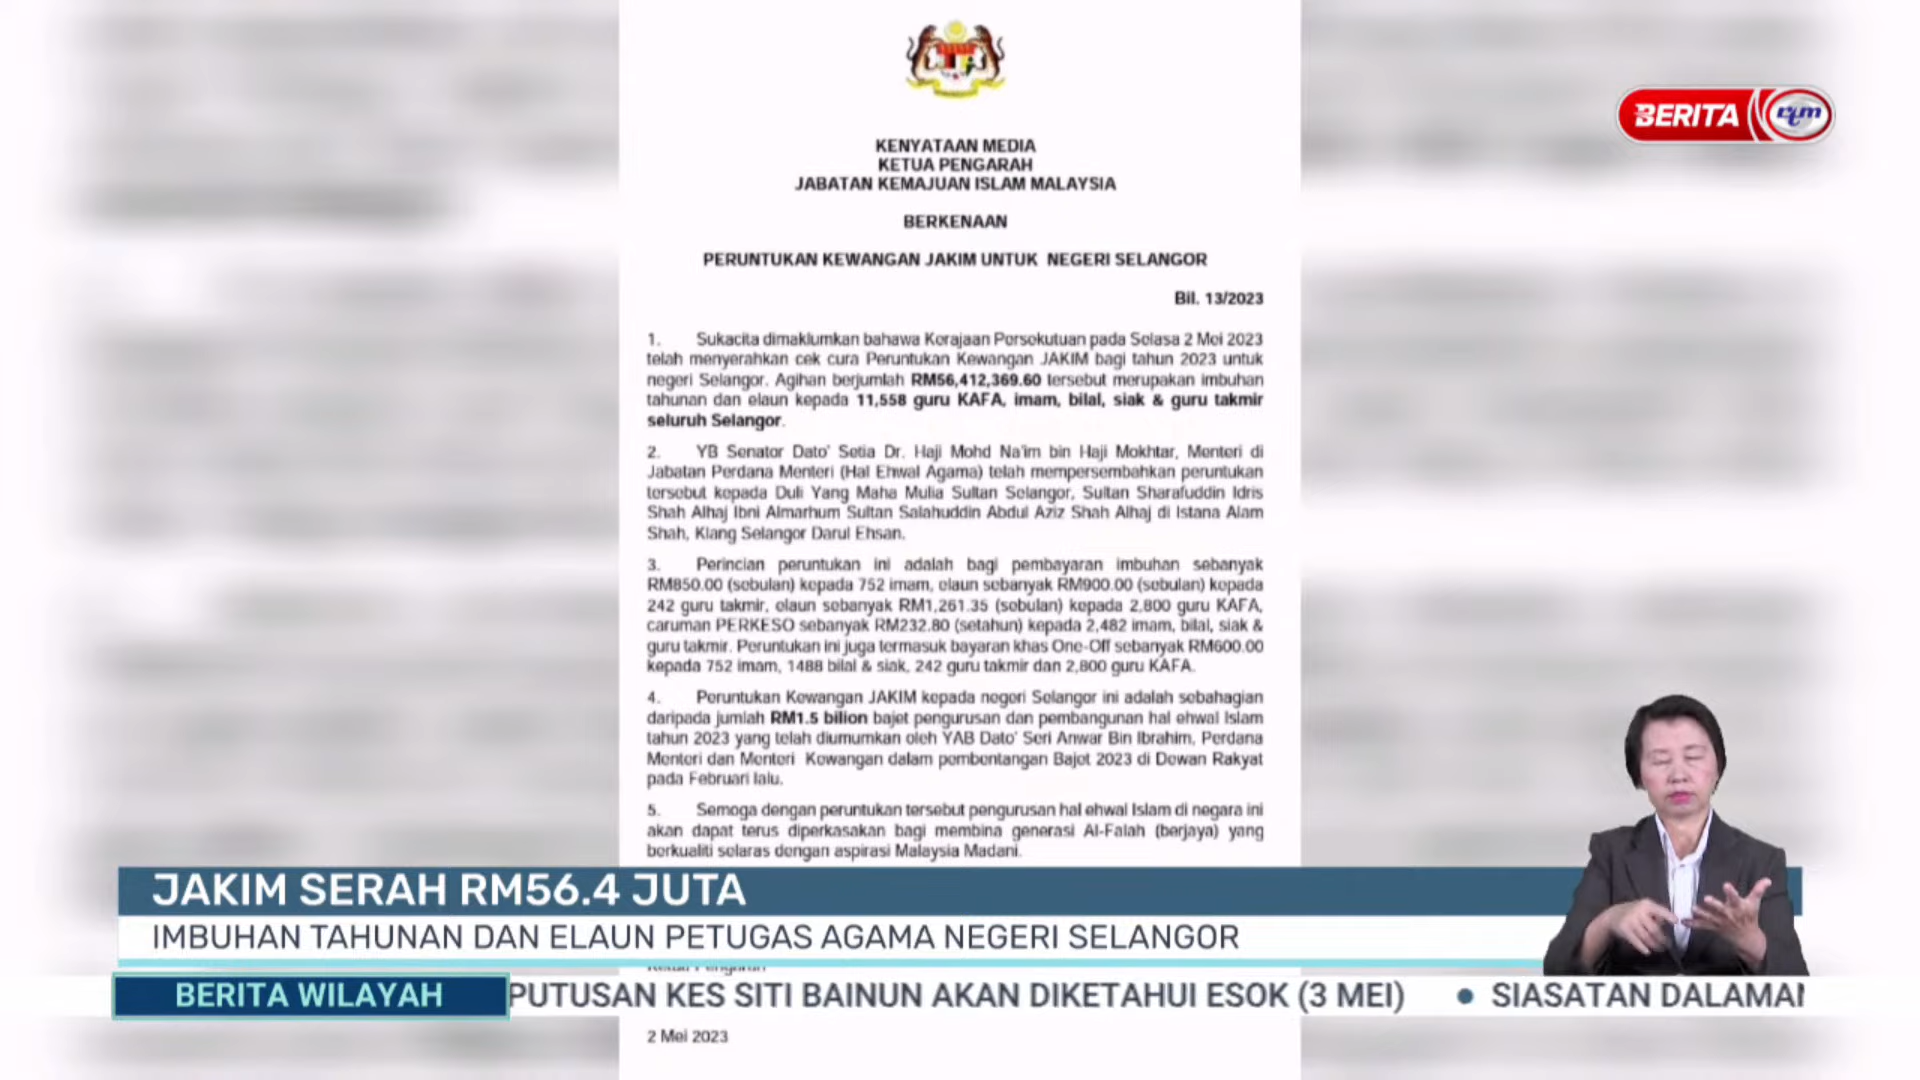 KENYATAAN MEDIA
KETUA PENGARAH
JABATAN KEMAJUAN ISLAM MALAYSIA
BERKENAAN
PERUNTUKAN KEWANGAN JAKIM UNTUK NEGERI SELANGOR
Bil. 13/2023
1. Sukacita dimaklumkan bahawa Kerajaan Persekutuan pada Selasa 2 Mei 2023
telah menyerahkan cek cura Peruntukan Kewangan JAKIM bagi tahun 2023 untuk
negeri Selangor. Agihan berjumlah RM56,412,369.60 tersebut merupakan imbuhan
tahunan dan elaun kepada 11,558 guru KAFA, imam, bilal, siak & guru takmir
seluruh Selangor.
2. YB Senator Dato' Setia Dr. Haji Mohd Na'im bin Haji Mokhtar, Menteri di
Jabatan Perdana Menteri (Hal Ehwal Agama) telah mempersembahkan peruntukan
tersebut kepada Duli Yang Maha Mulia Sultan Selangor, Sultan Sharafuddin Idris
Shah Alhaj Ibni Almarhum Sultan Salahuddin Abdul Aziz Shah Alhaj di Istana Alam
Shah, Klang Selangor Darul Ehsan.
3. Perincian peruntukan ini adalah bagi pembayaran imbuhan sebanyak
RM850.00 (sebulan) kepada 752 imam, elaun sebanyak RM900.00 (sebulan) kepada
242 guru takmir, elaun sebanyak RM1,261.35 (sebulan) kepada 2,800 guru KAFA,
caruman PERKESO sebanyak RM232.80 (setahun) kepada 2,482 imam, bilal, siak &
guru takmir. Peruntukan ini juga termasuk bayaran khas One-Off sebanyak RM600.00
kepada 752 imam, 1488 bilal & siak, 242 guru takmir dan 2,800 guru KAFA.
4. Peruntukan Kewangan JAKIM kepada negeri Selangor ini adalah sebahagian
daripada jumlah RM1.5 bilion bajet pengurusan dan pembangunan hal ehwal Islam
tahun 2023 yang telah diumumkan oleh YAB Dato' Seri Anwar Bin Ibrahim, Perdana
Menteri dan Menteri Kewangan dalam pembentangan Bajet 2023 di Dewan Rakyat
pada Februari lalu.
5. Semoga dengan peruntukan tersebut pengurusan hal ehwal Islam di negara ini
akan dapat terus diperkasakan bagi membina generasi Al-Falah (berjaya) yang
berkualiti selaras dengan aspirasi Malaysia Madani.
BERITA rtm
JAKIM SERAH RM56.4 JUTA
IMBUHAN TAHUNAN DAN ELAUN PETUGAS AGAMA NEGERI SELANGOR
BERITA WILAYAH PUTUSAN KES SITI BAINUN AKAN DIKETAHUI ESOK (3 MEI) • SIASATAN
2 Mei 2023